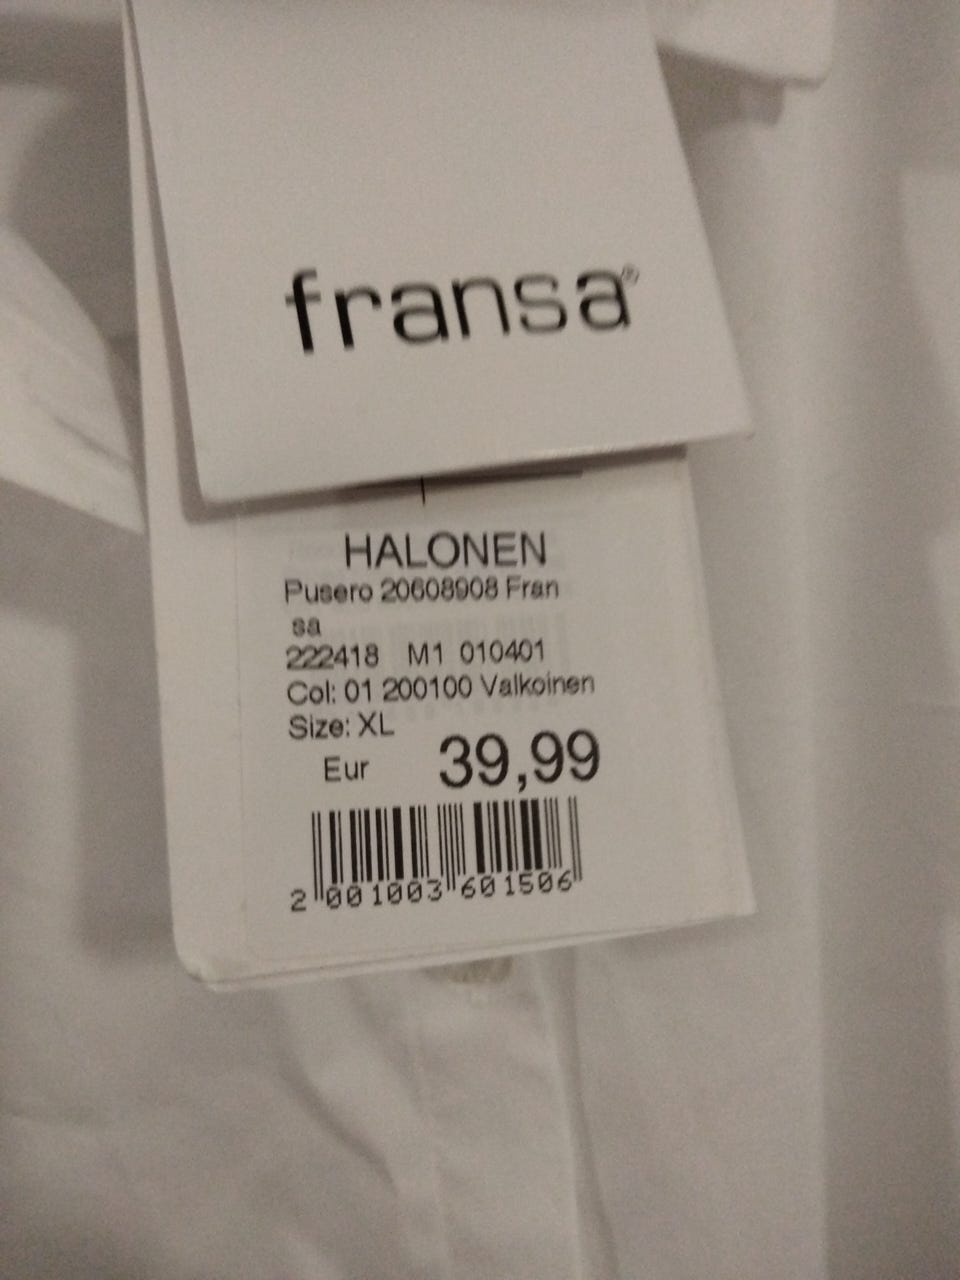 fransa®
HALONEN
Pusero 20608908 Fran
sa
222418 M1 010401
Col: 01 200100 Valkoinen
Size: XL
Eur 39,99
2 001003 601506